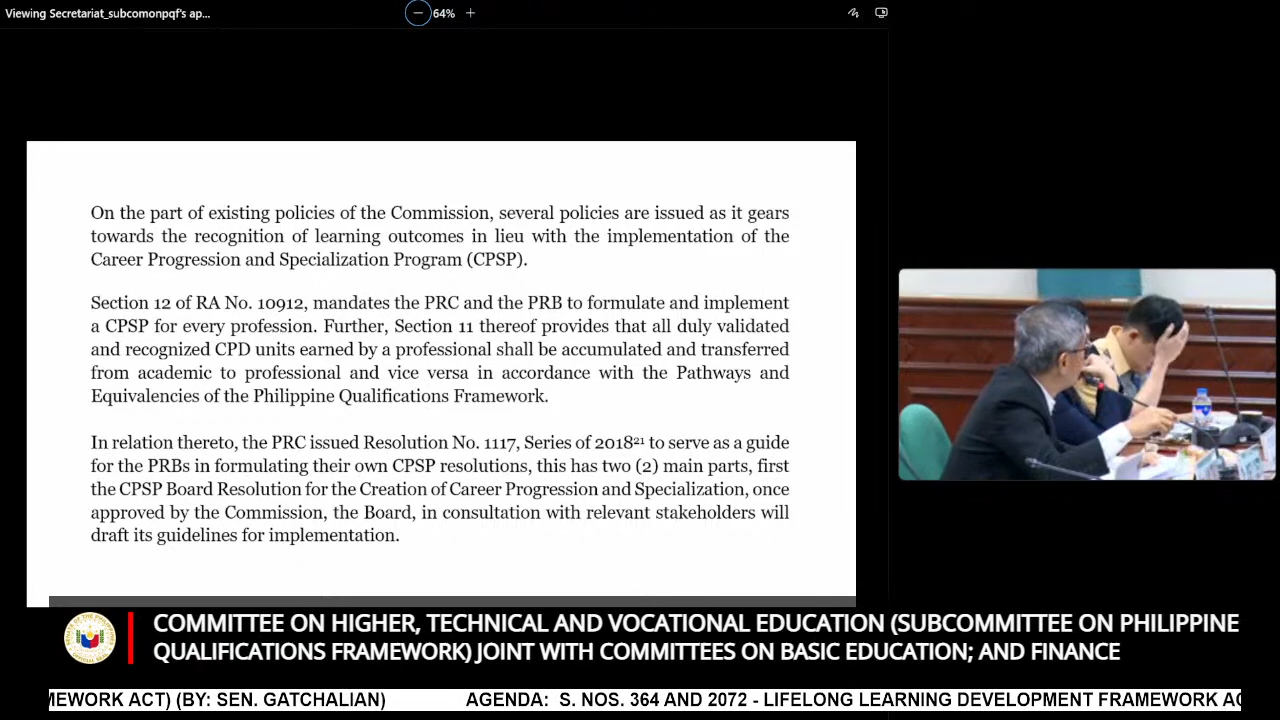 Viewing Secretariat_subcomonpqf's ap...
64%
On the part of existing policies of the Commission, several policies are issued as it gears
towards the recognition of learning outcomes in lieu with the implementation of the
Career Progression and Specialization Program (CPSP).
Section 12 of RA No. 10912, mandates the PRC and the PRB to formulate and implement
a CPSP for every profession. Further, Section 11 thereof provides that all duly validated
and recognized CPD units earned by a professional shall be accumulated and transferred
from academic to professional and vice versa in accordance with the Pathways and
Equivalencies of the Philippine Qualifications Framework.
In relation thereto, the PRC issued Resolution No. 1117, Series of 2018²¹ to serve as a guide
for the PRBs in formulating their own CPSP resolutions, this has two (2) main parts, first
the CPSP Board Resolution for the Creation of Career Progression and Specialization, once
approved by the Commission, the Board, in consultation with relevant stakeholders will
draft its guidelines for implementation.
COMMITTEE ON HIGHER, TECHNICAL AND VOCATIONAL EDUCATION (SUBCOMMITTEE ON PHILIPPINE
QUALIFICATIONS FRAMEWORK) JOINT WITH COMMITTEES ON BASIC EDUCATION; AND FINANCE
MEWORK ACT) (BY: SEN. GATCHALIAN) AGENDA: S. NOS. 364 AND 2072 - LIFELONG LEARNING DEVELOPMENT FRAMEWORK AC